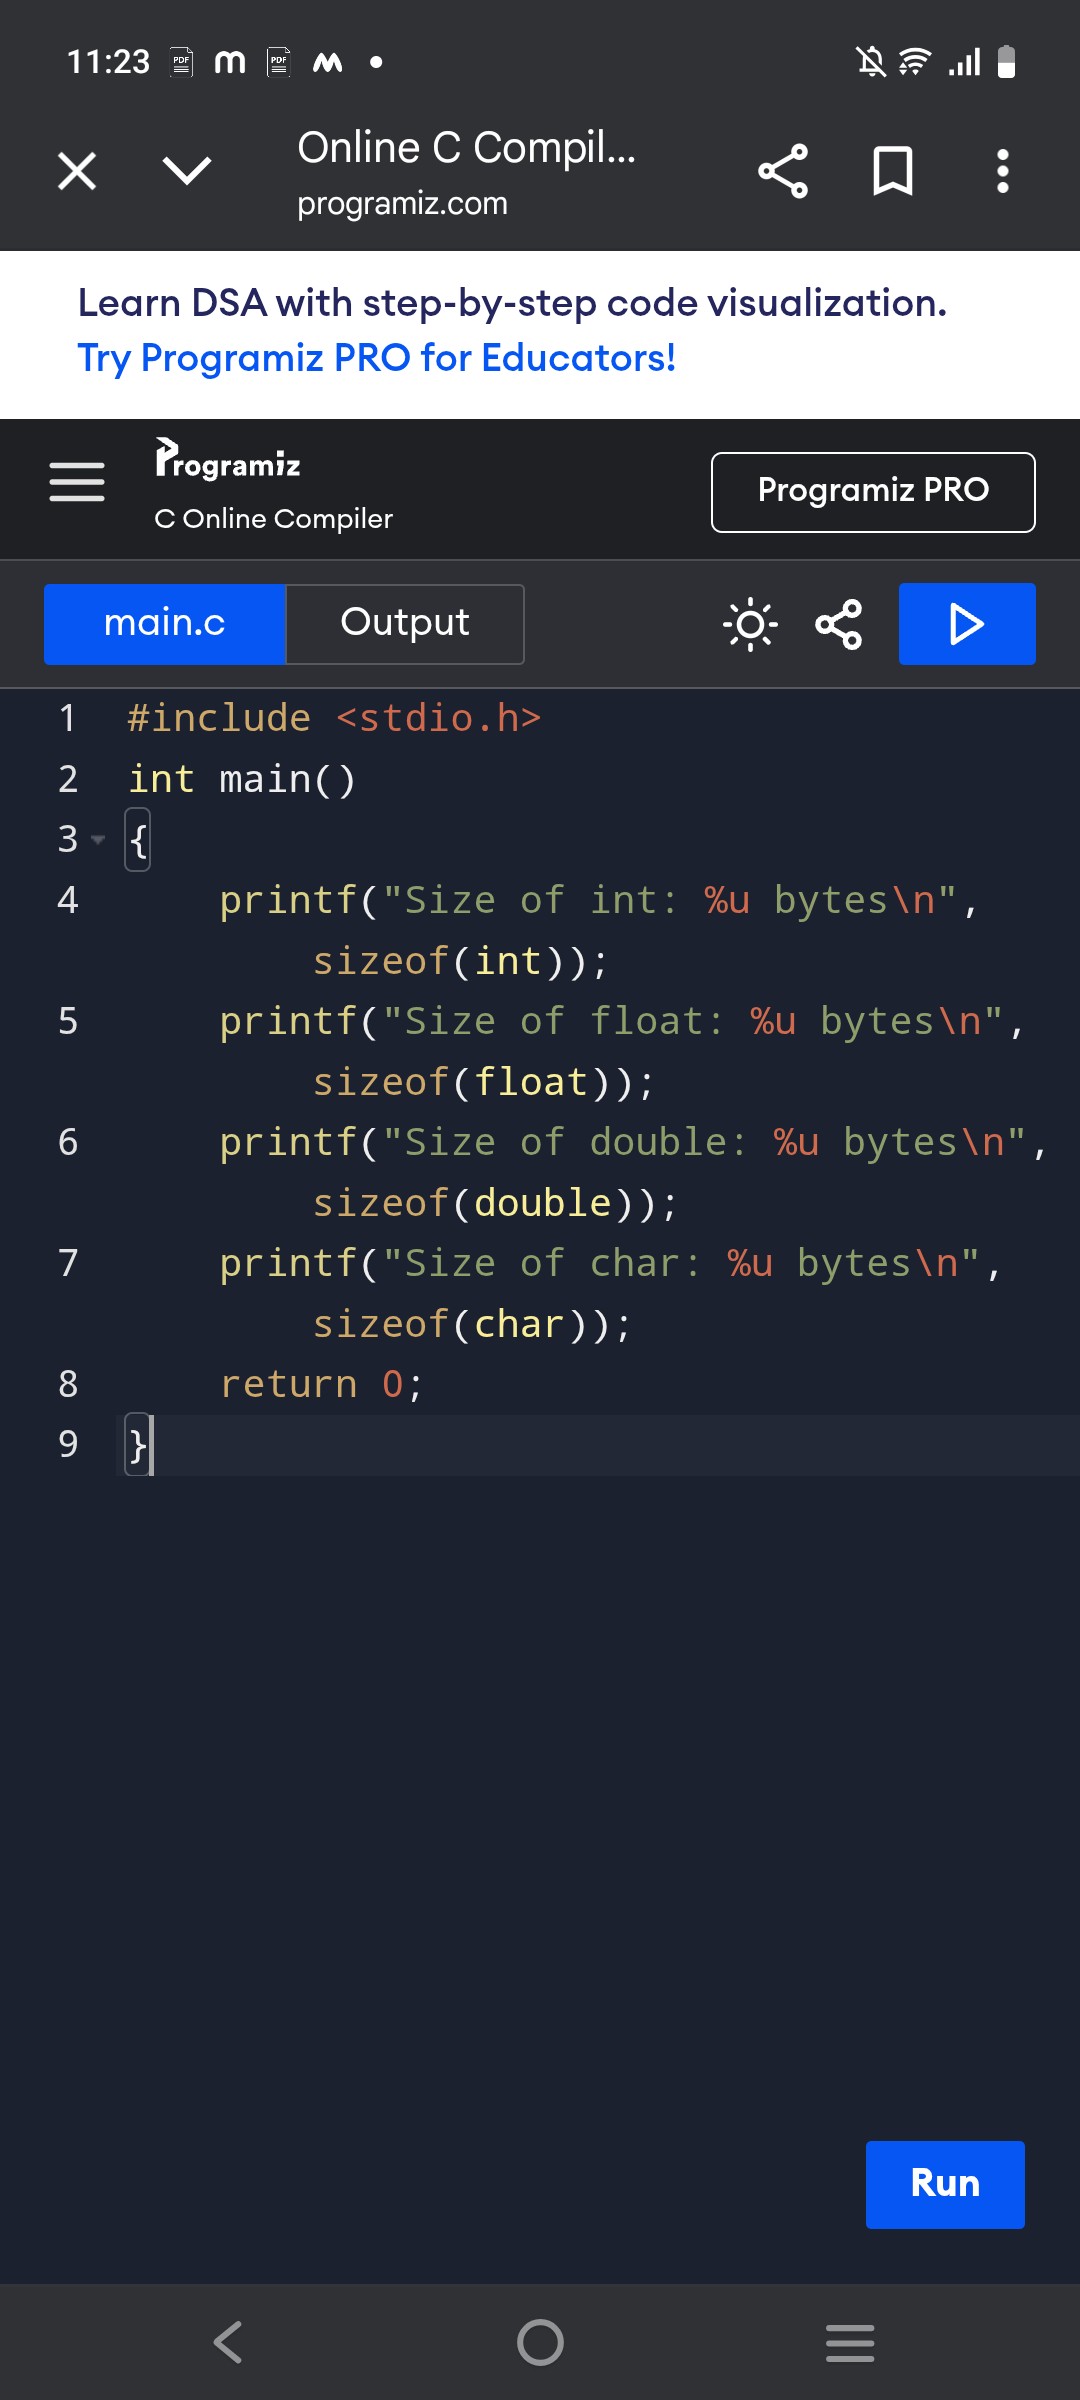 11:23
Online C Compil...
programiz.com
Learn DSA with step-by-step code visualization.
Try Programiz PRO for Educators!
Programiz
C Online Compiler
Programiz PRO
main.c
Output
1 #include <stdio.h>
2 int main()
3 {
4     printf("Size of int: %u bytes\n",
        sizeof(int));
5     printf("Size of float: %u bytes\n",
        sizeof(float));
6     printf("Size of double: %u bytes\n",
        sizeof(double));
7     printf("Size of char: %u bytes\n",
        sizeof(char));
8     return 0;
9 }
Run